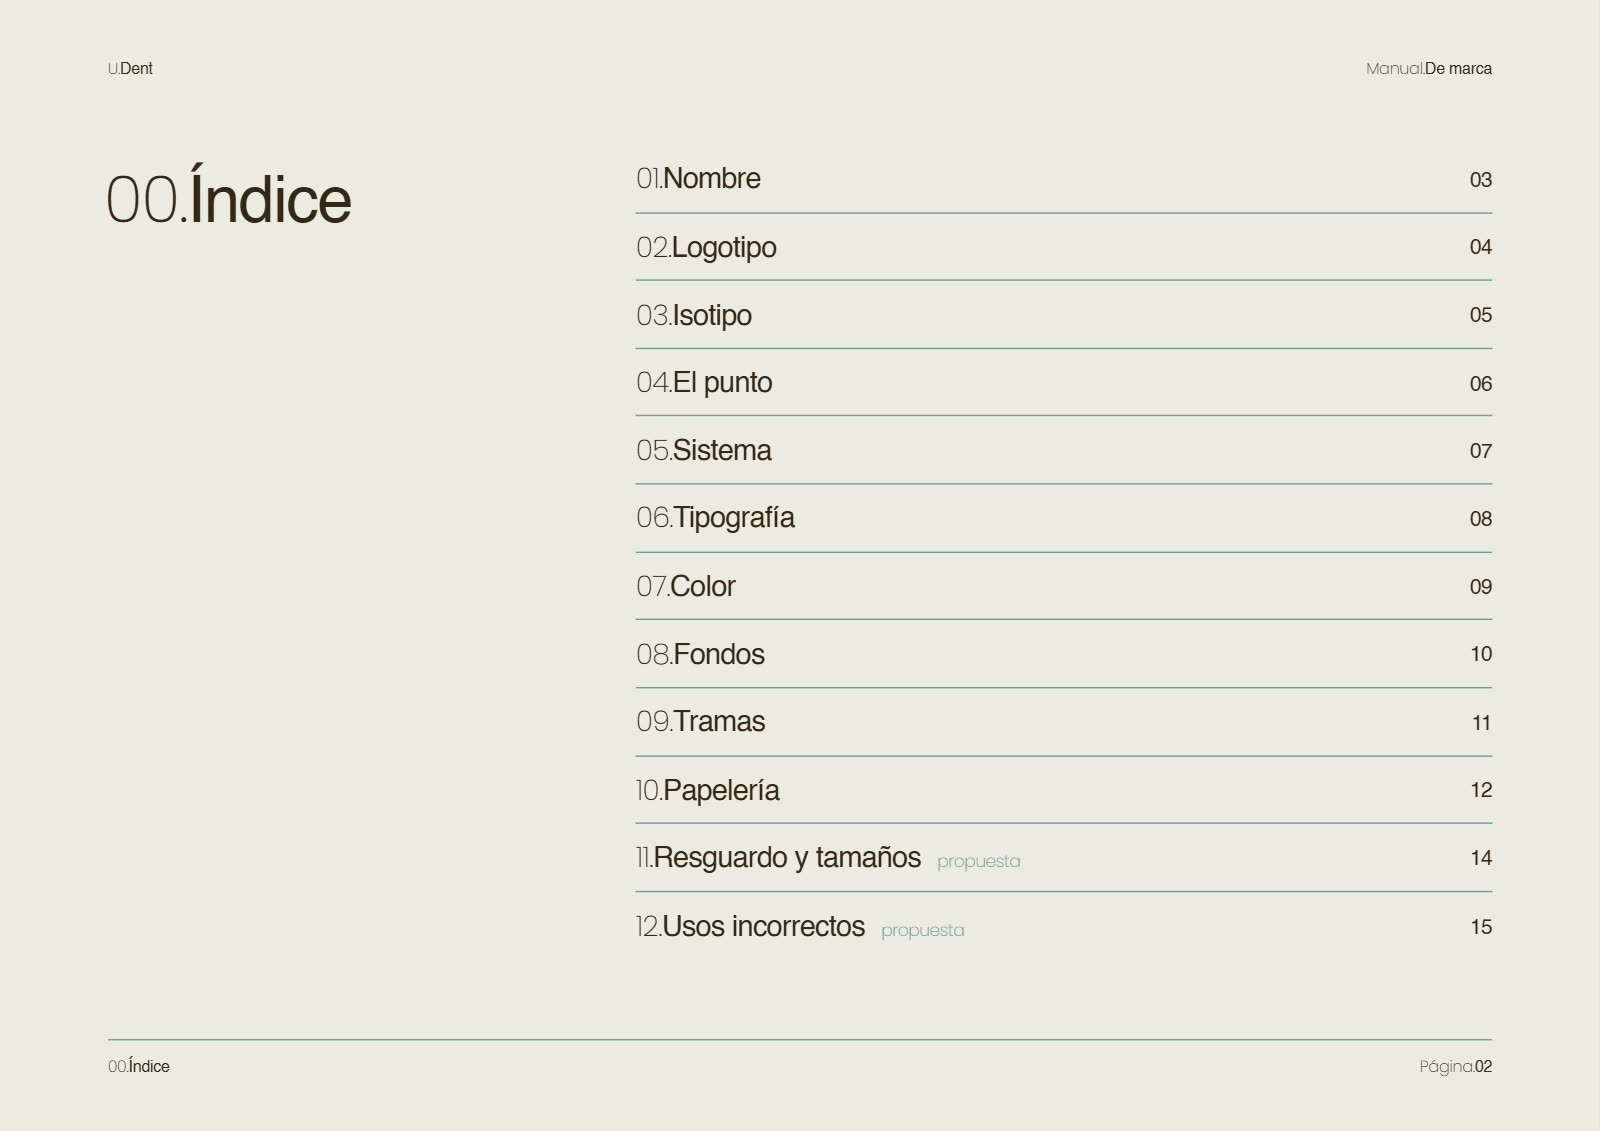 U.Dent
Manual.De marca
00.Índice
01.Nombre 03
02.Logotipo 04
03.Isotipo 05
04.El punto 06
05.Sistema 07
06.Tipografía 08
07.Color 09
08.Fondos 10
09.Tramas 11
10.Papelería 12
11.Resguardo y tamaños propuesta 14
12.Usos incorrectos propuesta 15
00.Índice
Página.02